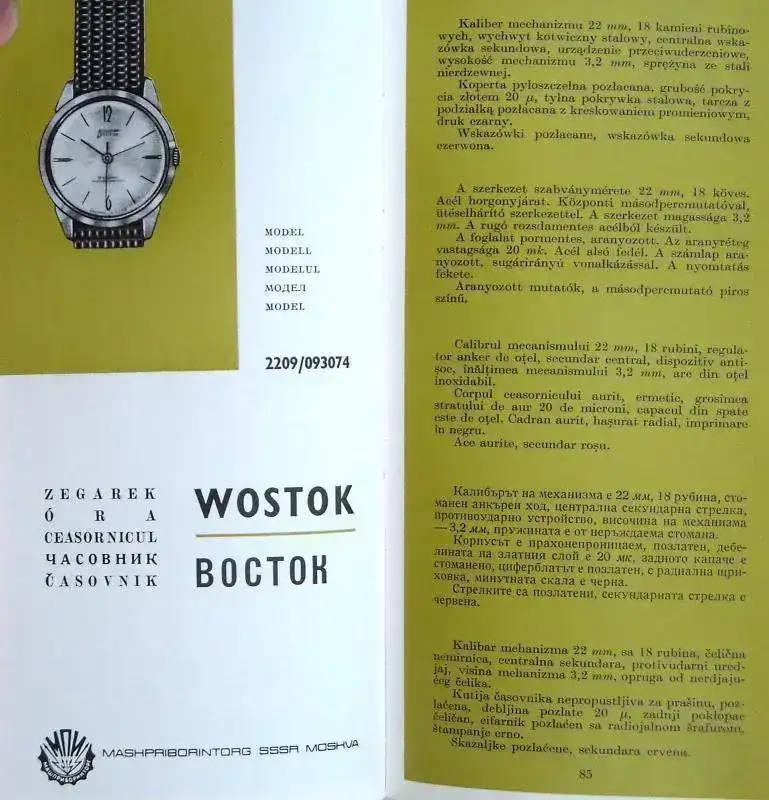 12
MODEL
MODELL
MODELUL
МОДЕЛ
MODEL
2209/093074
ZEGAREK
ÓRA
CEASORNICUL
ЧАСОВНИК
ČASOVNIK
WOSTOK
ВОСТОК
MASHPRIBORINTORG SSSR MOSHVA
Kaliber mechanizmu 22 mm, 18 kamieni rubino-
wych, wychwyt kotwiczny stalowy, centralna wska-
zówka sekundowa, urządzenie przeciwuderzeniowe,
wysokość mechanizmu 3,2 mm, sprężyna ze stali
nierdzewnej.
Koperta pyłoszczelna pozłacana, grubość pokry-
cia złotem 20 μ, tylna pokrywka stalowa, tarcza z
podziałką pozłacana z kreskowaniem promieniowym,
druk czarny.
Wskazówki pozłacane, wskazówka sekundowa
czerwona.
A szerkezet szabványmérete 22 mm, 18 köves.
Acél horgonyjárat. Központi másodpercmutatóval,
ütéselhárító szerkezettel. A szerkezet magassága 3,2
mm. A rugó rozsdamentes acélból készült.
A foglalat pormentes, aranyozott. Az aranyréteg
vastagsága 20 mk. Acél alsó fedél. A számlap ara-
nyozott, sugárirányú vonalkázással. A nyomtatás
fekete.
Aranyozott mutatók, a másodpercmutató piros
színű.
Calibrul mecanismului 22 mm, 18 rubini, regula-
tor anker de oțel, secundar central, dispozitiv anti-
șoc, înălțimea mecanismului 3,2 mm, arc din oțel
inoxidabil.
Corpul ceasornicului aurit, ermetic, grosimea
stratului de aur 20 de microni, capacul din spate
este de oțel. Cadran aurit, hașurat radial, imprimare
în negru.
Ace aurite, secundar roșu.
Калибърът на механизма е 22 мм, 18 рубина, сто-
манен анкърен ход, централна секундарна стрелка,
противоударно устройство, височина на механизма
— 3,2 мм, пружината е от неръждаема стомана.
Корпусът е прахонепроницаем, позлатен, дебе-
лината на златния слой е 20 мк, задното капаче е
стоманено, циферблатът е позлатен, с радиална щри-
ховка, минутната скала е черна.
Стрелките са позлатени, секундарната стрелка е
червена.
Kalibar mehanizma 22 mm, sa 18 rubina, čelična
nemirnica, centralna sekundara, protivudarni ured-
jaj, visina mehanizma 3,2 mm, opruga od nerdjaju-
ćeg čelika.
Kutija časovnika nepropustljiva za prašinu, poz-
laćena, debljina pozlate 20 μ, zadnji poklopac
čeličan, cifarnik pozlaćen sa radiojalnom šrafurom,
štampanje crno.
Skazaljke pozlaćene, sekundara crvena.
85